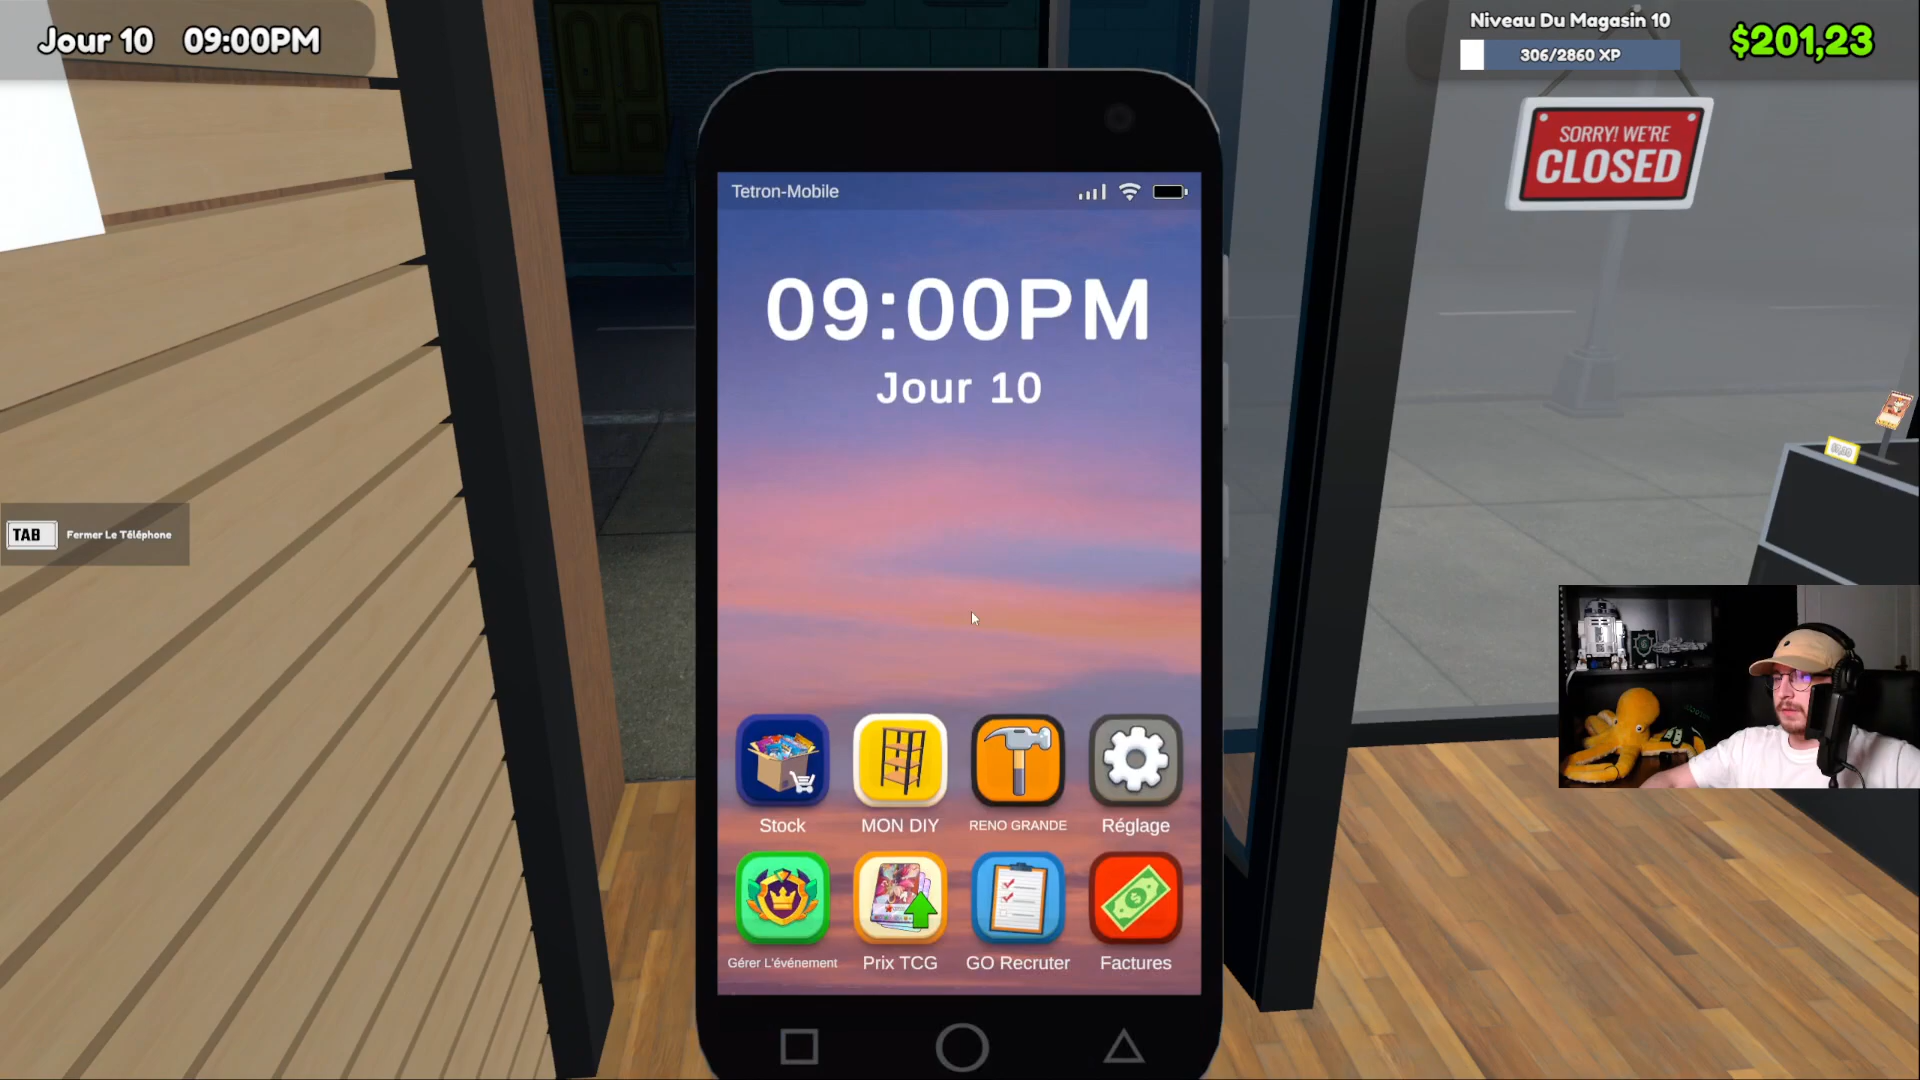 Jour 10 09:00PM
Niveau Du Magasin 10
306/2860 XP
$201,23
SORRY! WE'RE
CLOSED
Tetron-Mobile
09:00PM
Jour 10
TAB Fermer Le Téléphone
Stock
MON DIY
RENO GRANDE
Réglage
Gérer L'événement
Prix TCG
GO Recruter
Factures